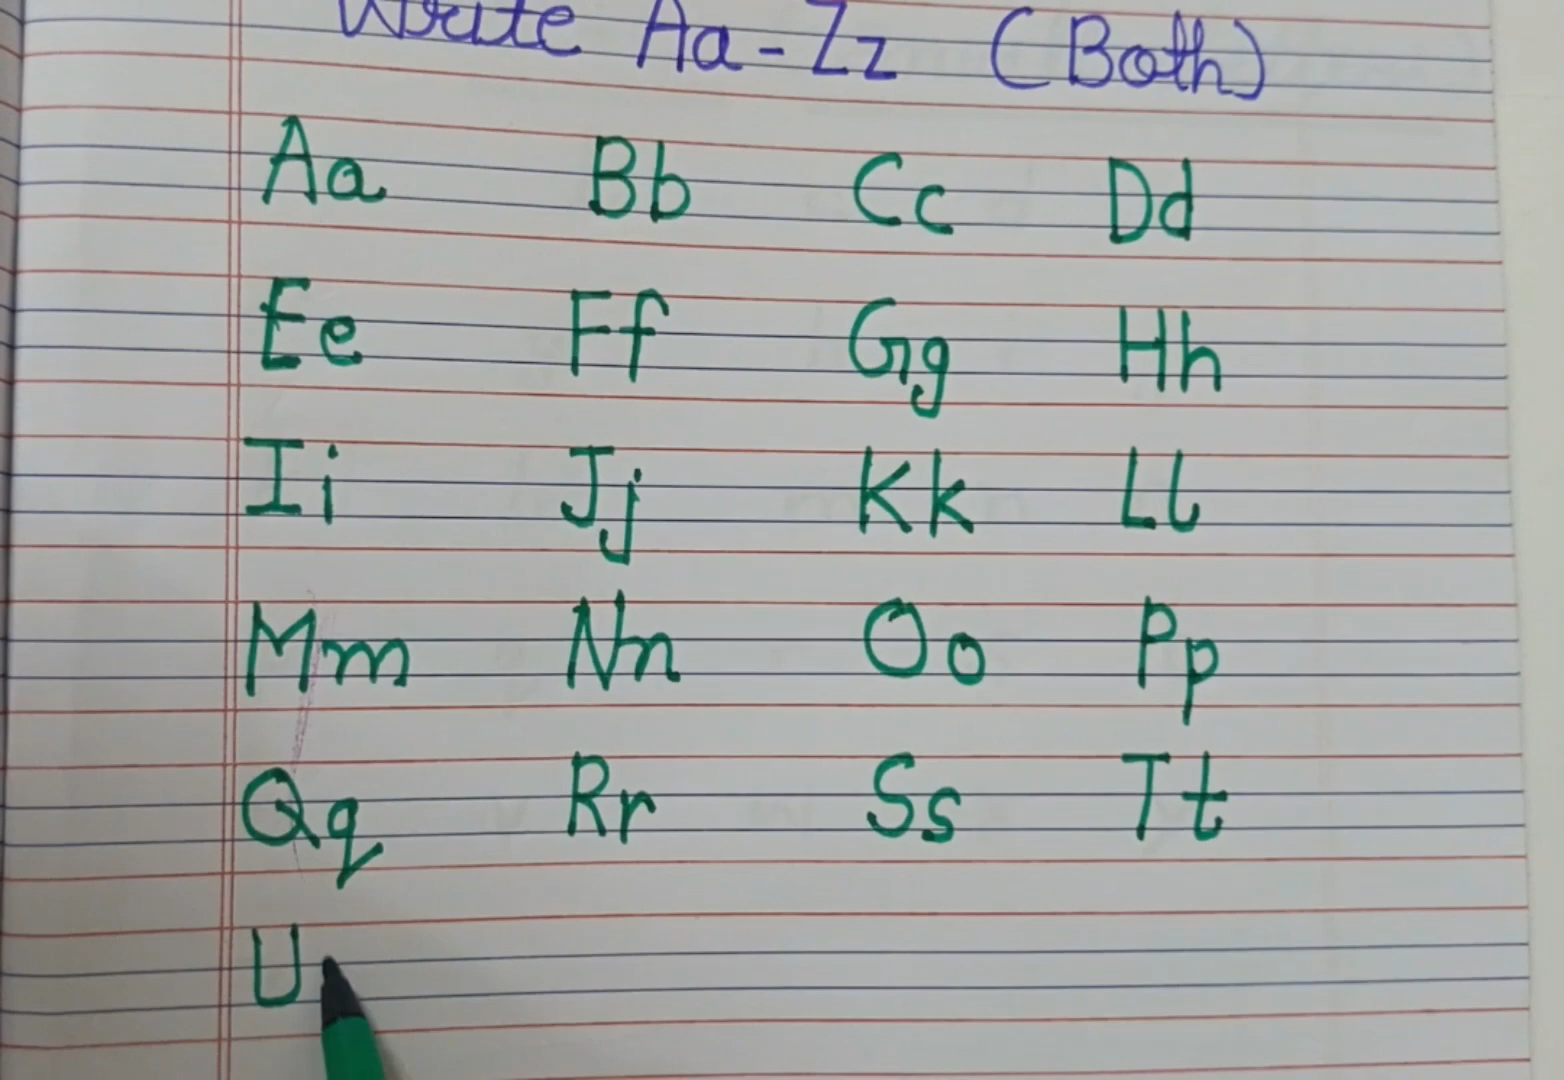 Write Aa-Zz (Both)
Aa Bb Cc Dd
Ee Ff Gg Hh
Ii Jj Kk Ll
Mm Nn Oo Pp
Qq Rr Ss Tt
U